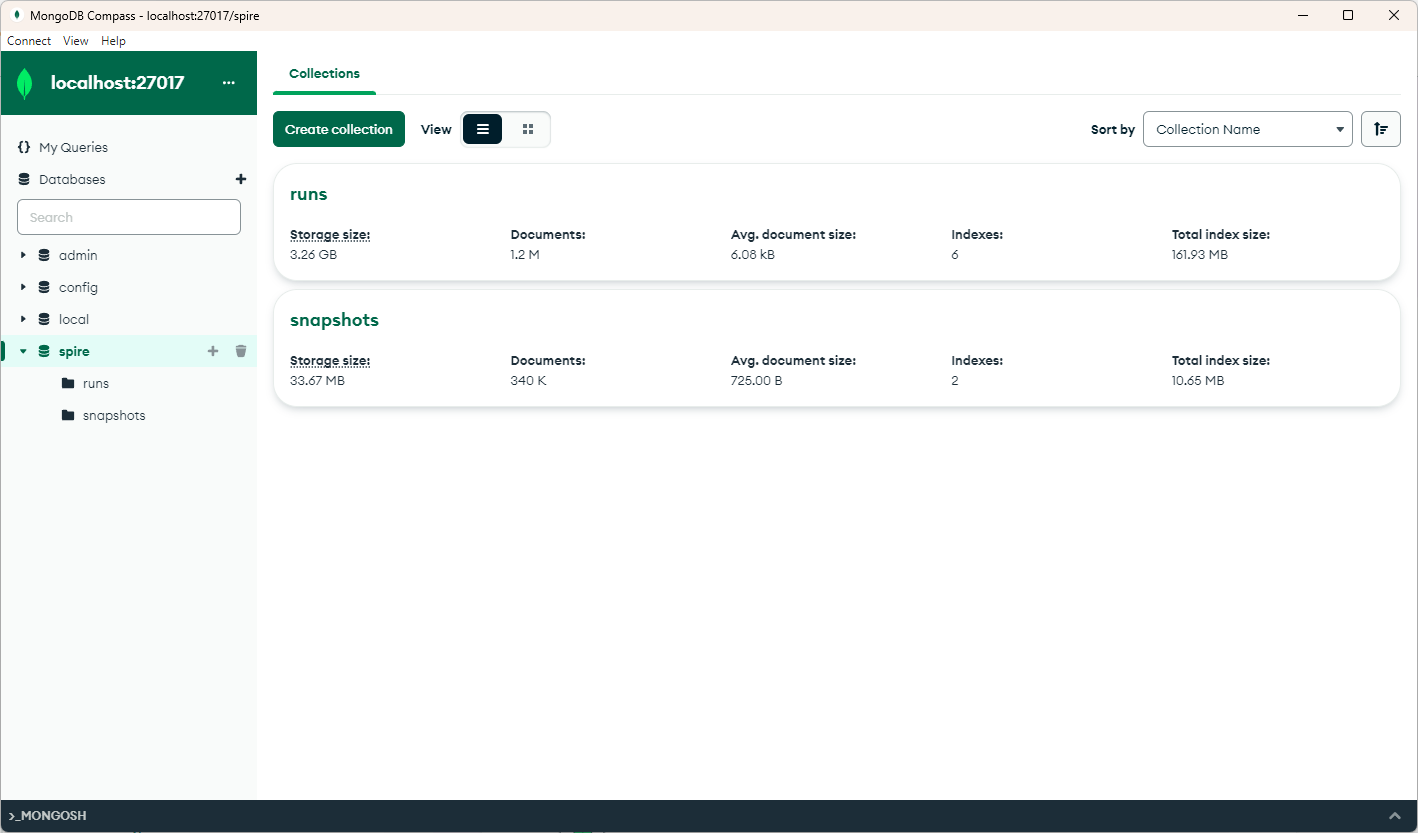 MongoDB Compass - localhost:27017/spire
Connect View Help
localhost:27017 ...
Collections
Create collection View Sort by Collection Name
{} My Queries
Databases +
Search
admin
config
local
spire
runs
snapshots
runs
Storage size: Documents: Avg. document size: Indexes: Total index size:
3.26 GB 1.2 M 6.08 kB 6 161.93 MB
snapshots
Storage size: Documents: Avg. document size: Indexes: Total index size:
33.67 MB 340 K 725.00 B 2 10.65 MB
>_MONGOSH